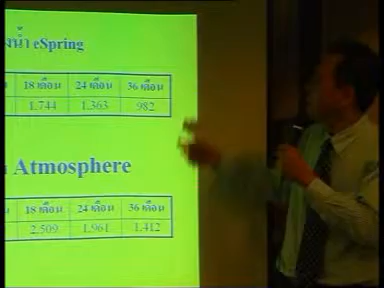 น้ำ eSpring
18 เดือน 24 เดือน 36 เดือน
1.744 1.363 982
Atmosphere
18 เดือน 24 เดือน 36 เดือน
2.509 1.961 1.412